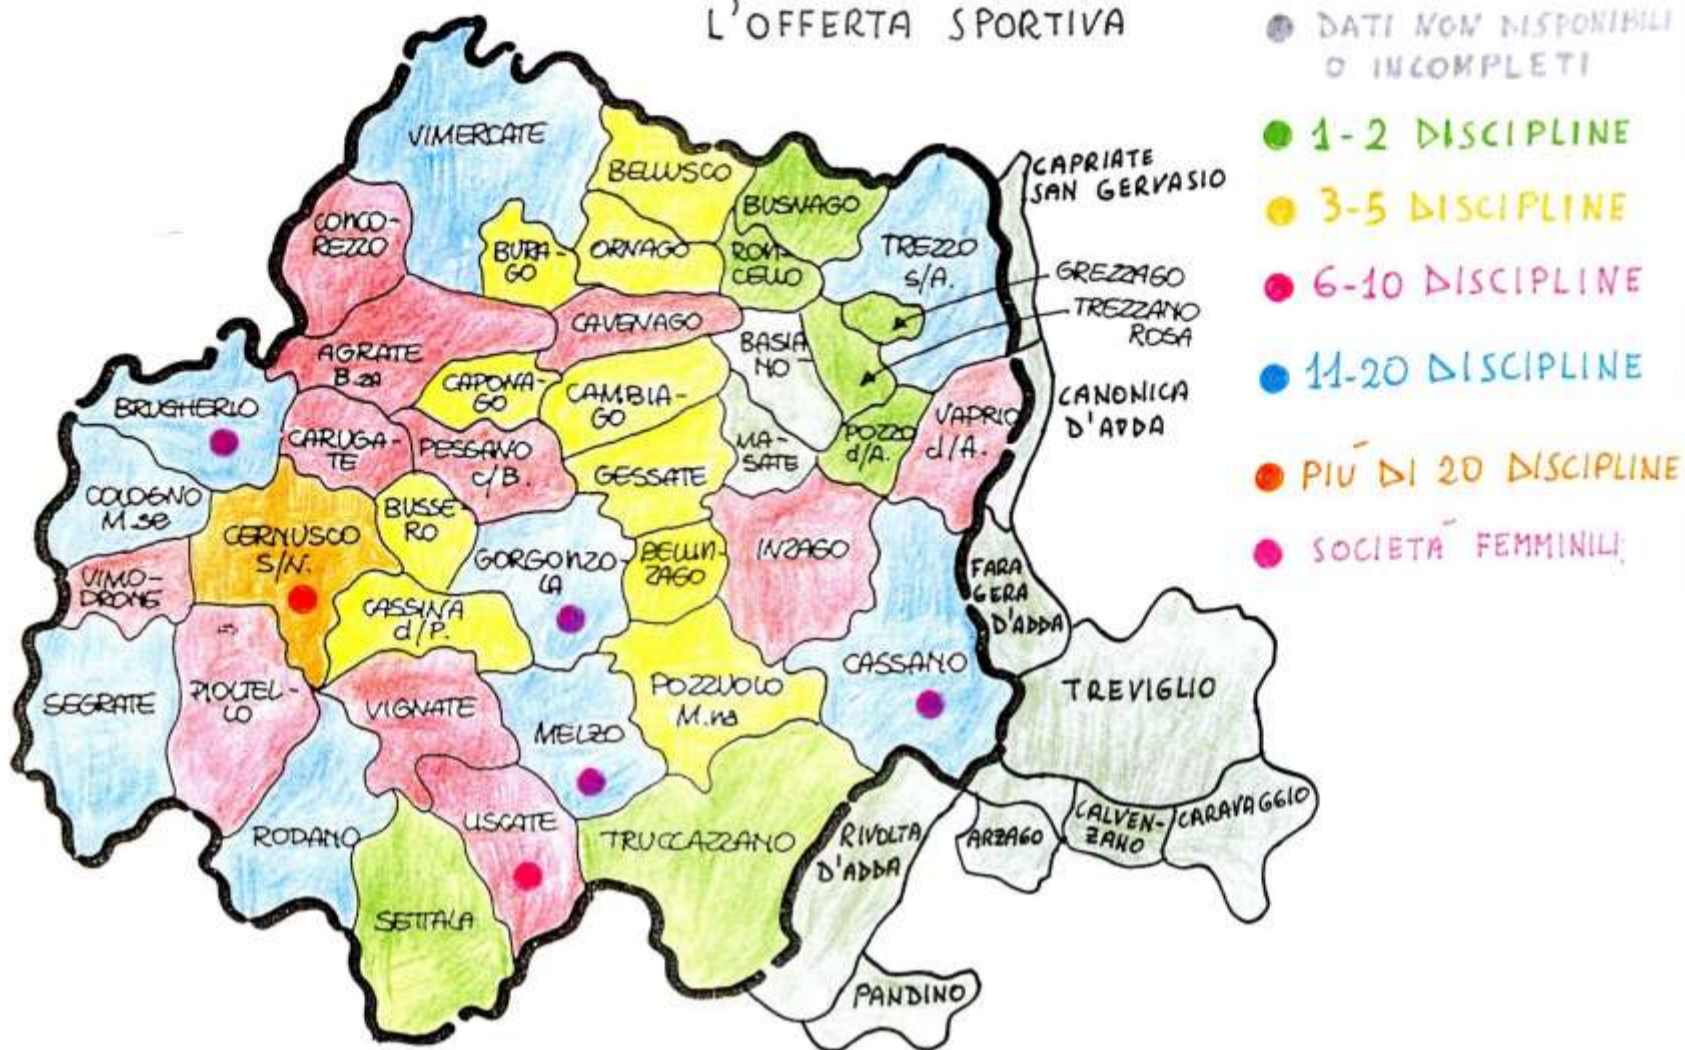 L'OFFERTA SPORTIVA
DATI NON DISPONIBILI
O INCOMPLETI
1-2 DISCIPLINE
3-5 DISCIPLINE
6-10 DISCIPLINE
11-20 DISCIPLINE
PIÚ DI 20 DISCIPLINE
SOCIETÁ FEMMINILI
VIMERCATE
BELLUSCO
BUSNAGO
CAPRIATE
SAN GERVASIO
CONCO-
REZZO
BURA-
GO
ORNAGO
RON-
CELLO
TREZZO
s/A.
GREZZAGO
TREZZANO
ROSA
AGRATE
B.za
CAVENAGO
BASIA
NO
CAPONA-
GO
CAMBIA-
GO
CANONICA
D'ADDA
BRUGHERIO
CARUGA-
TE
PESSANO
c/B.
MA-
SATE
POZZO
d/A.
VAPRIO
d/A.
COLOGNO
M.se
GESSATE
BUSSE-
RO
CERNUSCO
S/N.
GORGONZO-
LA
BELLIN-
ZAGO
INZAGO
VIMO-
DRONE
CASSINA
d/P.
FARA
GERA
D'ADDA
SEGRATE
PIOLTEL-
LO
VIGNATE
MELZO
POZZUOLO
M.na
CASSANO
TREVIGLIO
RODANO
LISCATE
TRUCCAZZANO
RIVOLTA
D'ADDA
ARZAGO
CALVEN-
ZANO
CARAVAGGIO
SETTALA
PANDINO